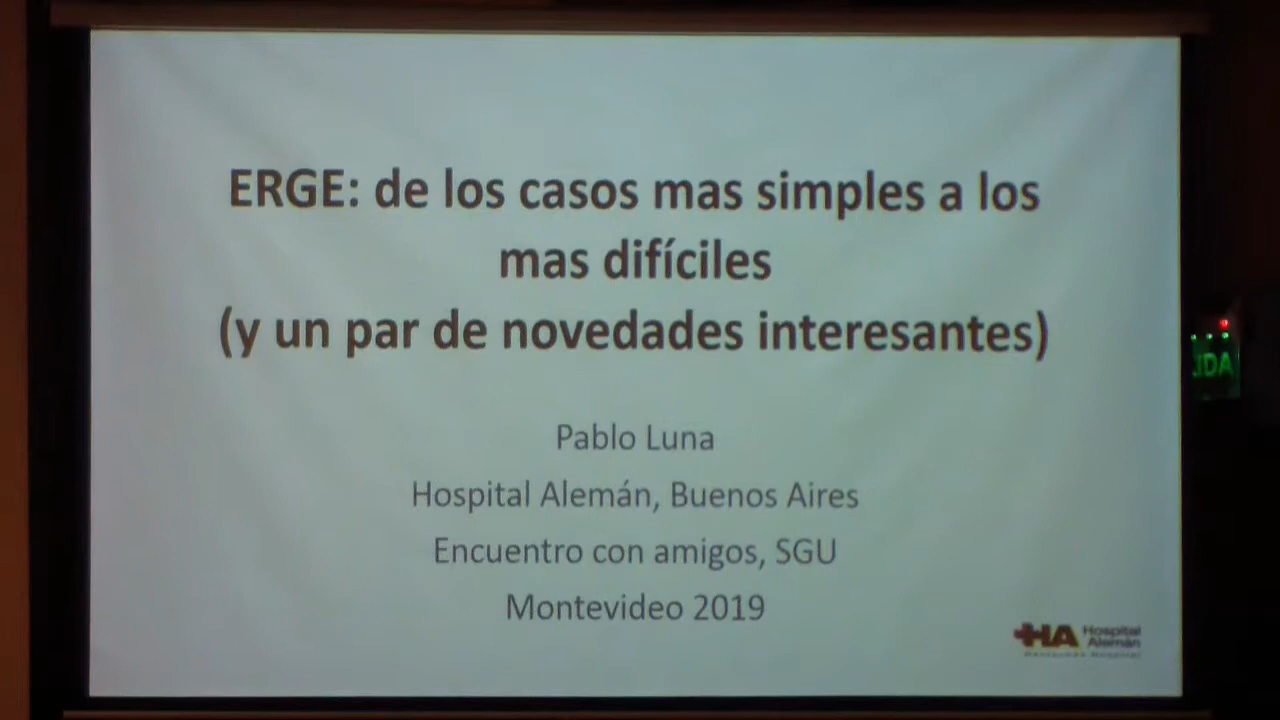 ERGE: de los casos mas simples a los
mas difíciles
(y un par de novedades interesantes)
Pablo Luna
Hospital Alemán, Buenos Aires
Encuentro con amigos, SGU
Montevideo 2019
HA Hospital
Alemán
IDA